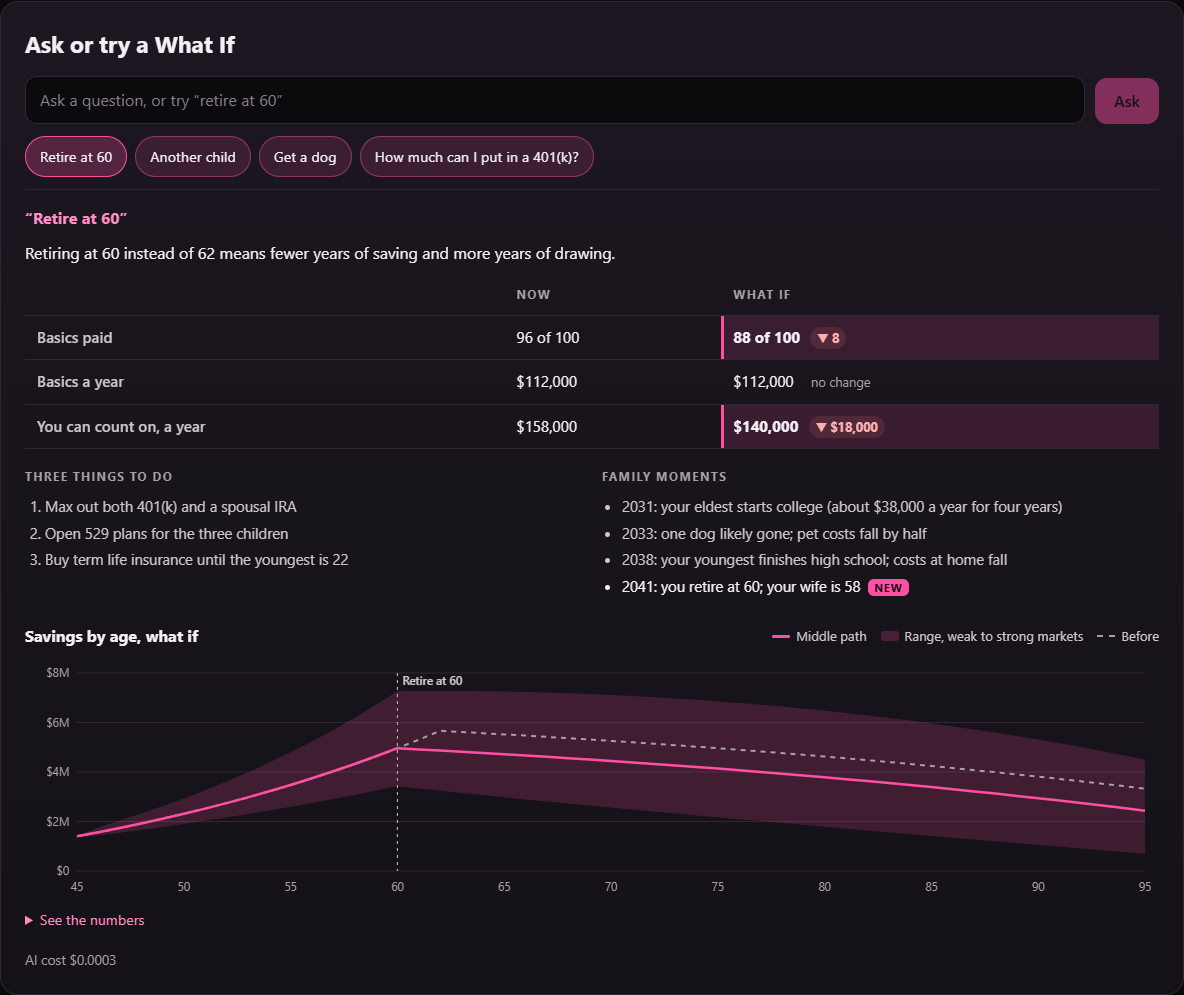 Ask or try a What If
Ask a question, or try “retire at 60”
Ask
Retire at 60
Another child
Get a dog
How much can I put in a 401(k)?
“Retire at 60”
Retiring at 60 instead of 62 means fewer years of saving and more years of drawing.
NOW WHAT IF
Basics paid 96 of 100 88 of 100 ▼ 8
Basics a year $112,000 $112,000 no change
You can count on, a year $158,000 $140,000 ▼ $18,000
THREE THINGS TO DO
1. Max out both 401(k) and a spousal IRA
2. Open 529 plans for the three children
3. Buy term life insurance until the youngest is 22
FAMILY MOMENTS
• 2031: your eldest starts college (about $38,000 a year for four years)
• 2033: one dog likely gone; pet costs fall by half
• 2038: your youngest finishes high school; costs at home fall
• 2041: you retire at 60; your wife is 58 NEW
Savings by age, what if
Middle path Range, weak to strong markets Before
Retire at 60
$8M
$6M
$4M
$2M
$0
45 50 55 60 65 70 75 80 85 90 95
▶ See the numbers
AI cost $0.0003